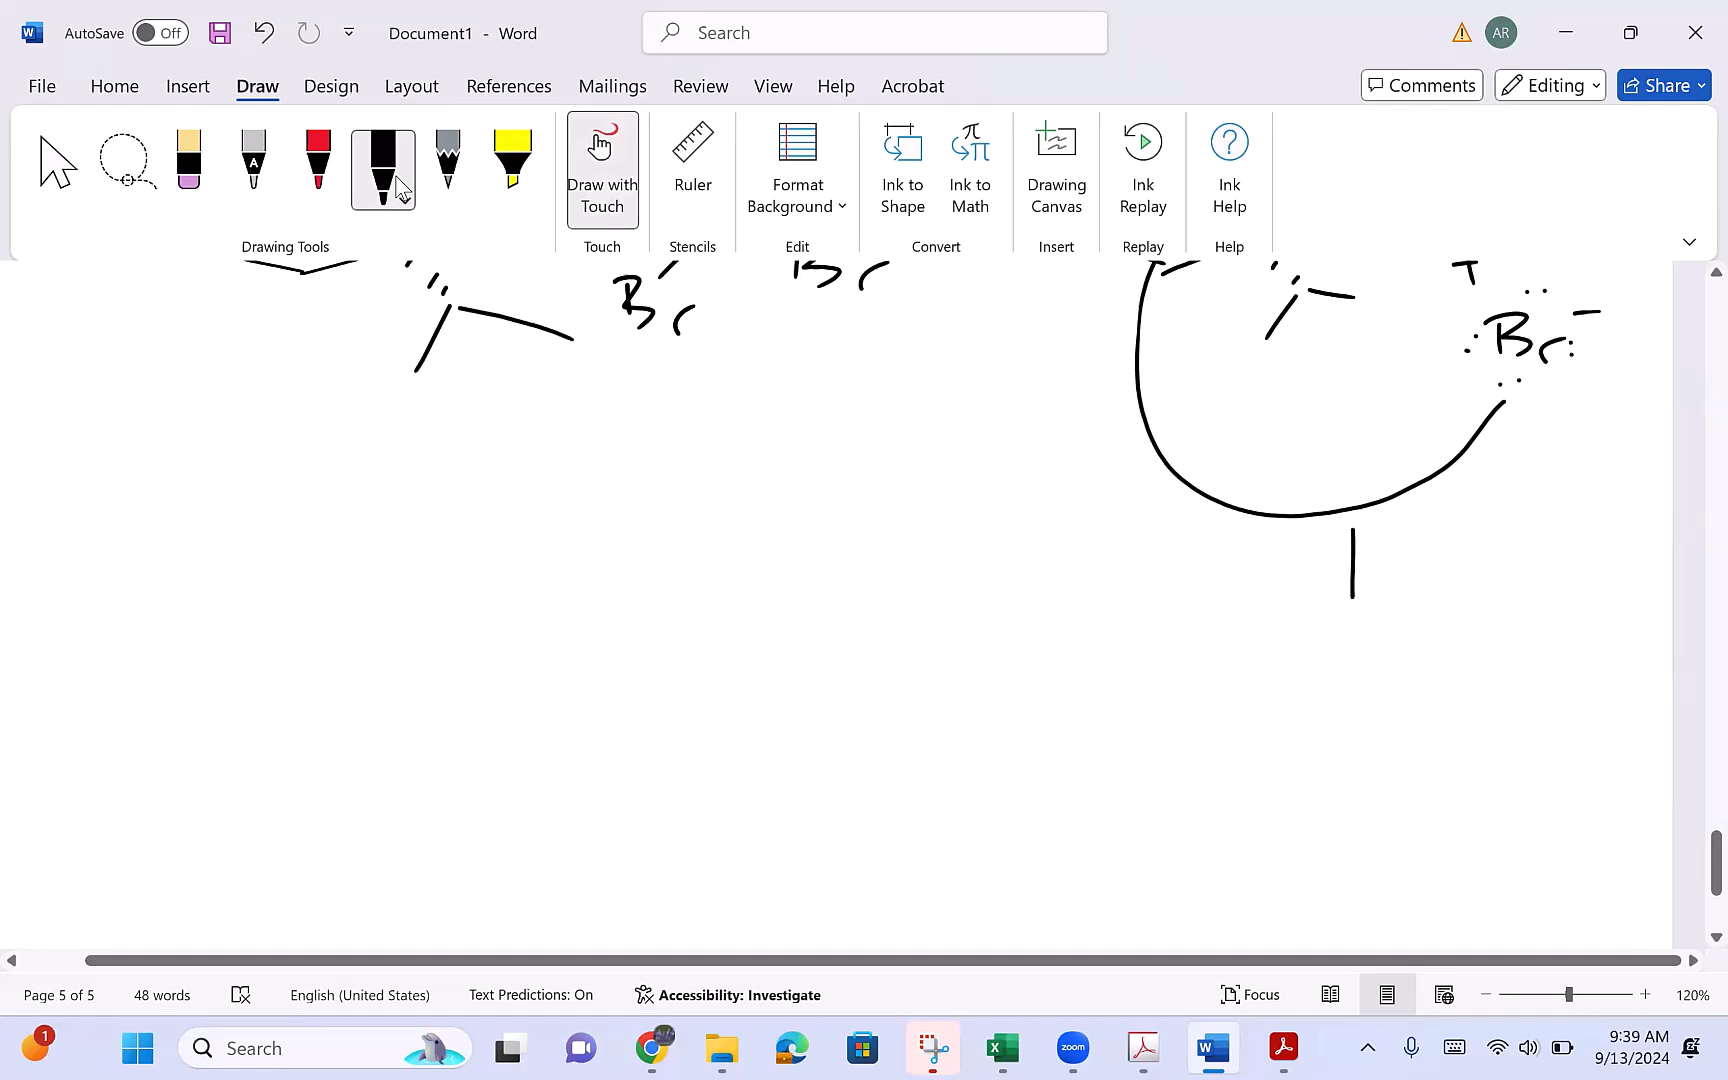 AutoSave Off Document1 - Word Search AR
File Home Insert Draw Design Layout References Mailings Review View Help Acrobat Comments Editing Share
A
Draw with Touch
Ruler
Format Background
Ink to Shape
Ink to Math
Drawing Canvas
Ink Replay
Ink Help
Drawing Tools Touch Stencils Edit Convert Insert Replay Help
Br Br
+
Br -
Page 5 of 5 48 words English (United States) Text Predictions: On Accessibility: Investigate Focus 120%
1 Search zoom 9:39 AM
9/13/2024